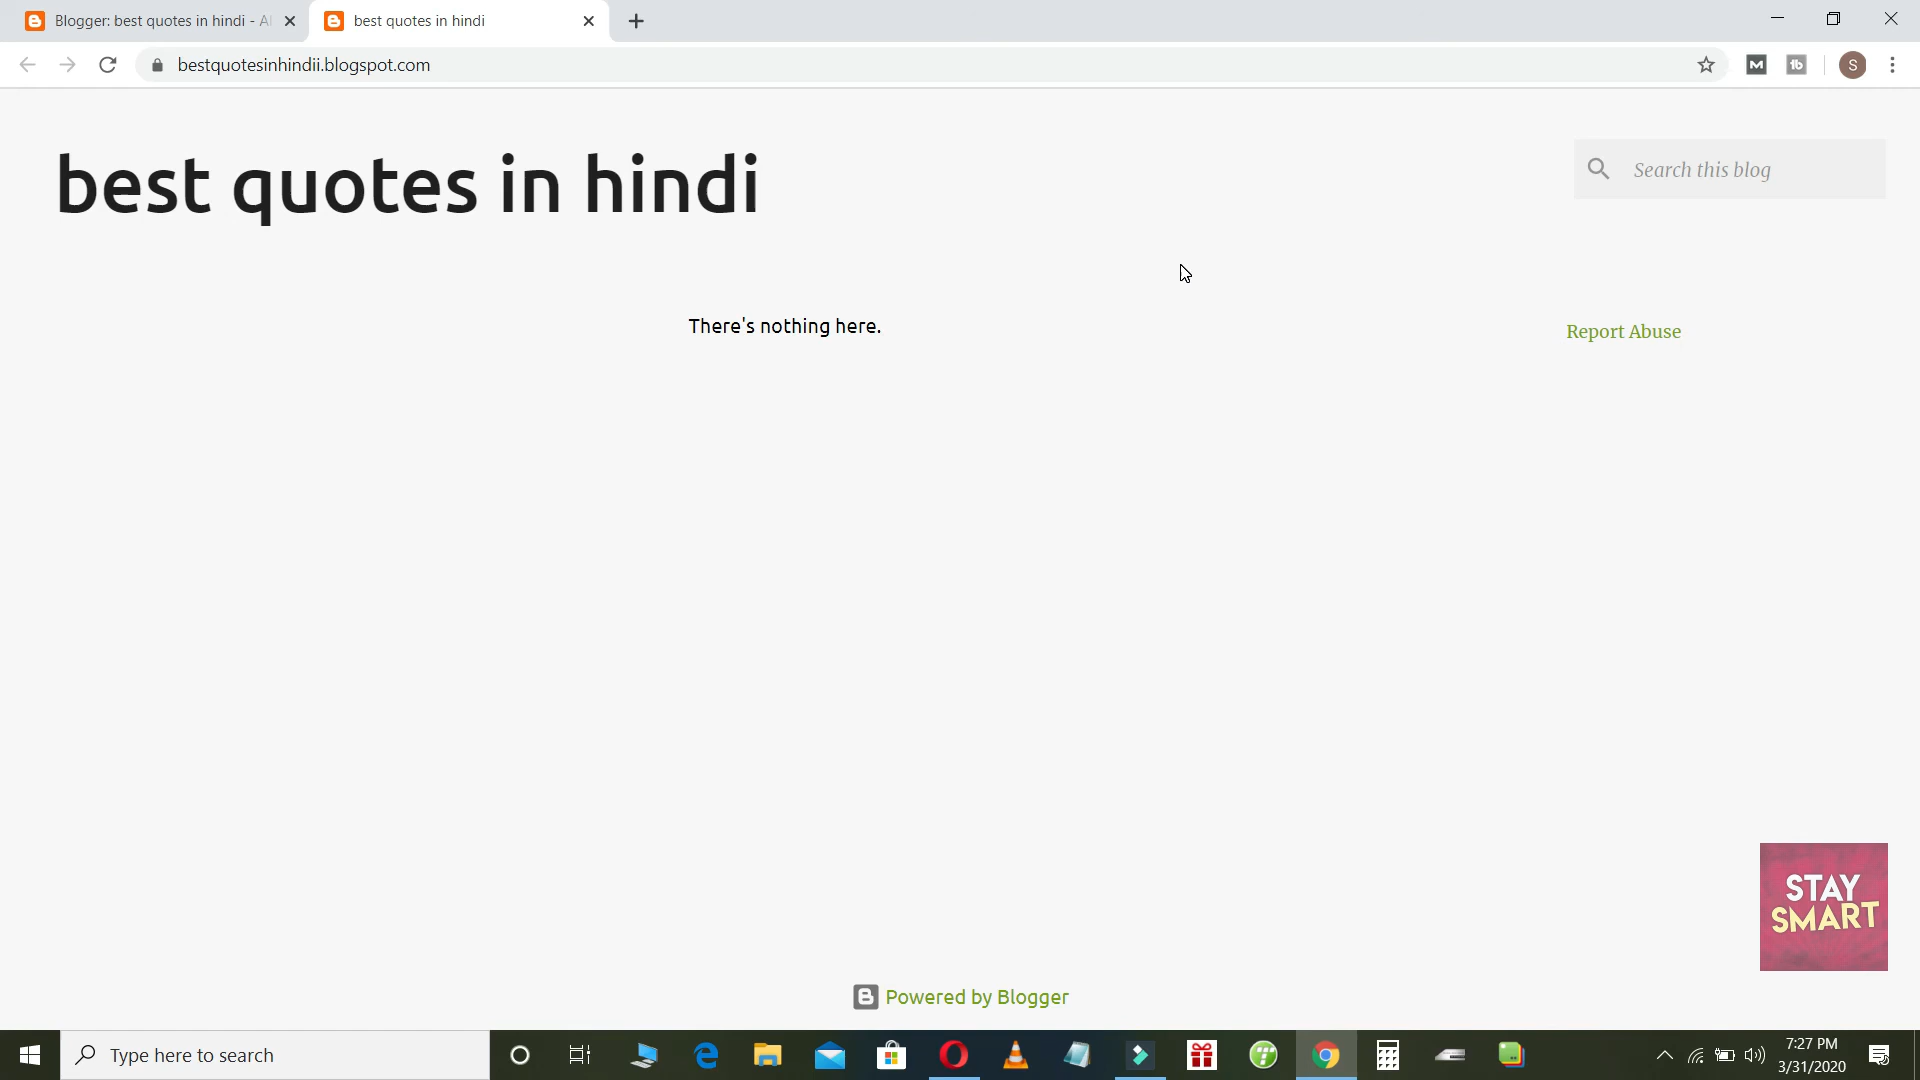 Blogger: best quotes in hindi - Al
best quotes in hindi
bestquotesinhindii.blogspot.com
S
best quotes in hindi
Search this blog
There's nothing here.
Report Abuse
STAY
SMART
Powered by Blogger
Type here to search
7:27 PM
3/31/2020